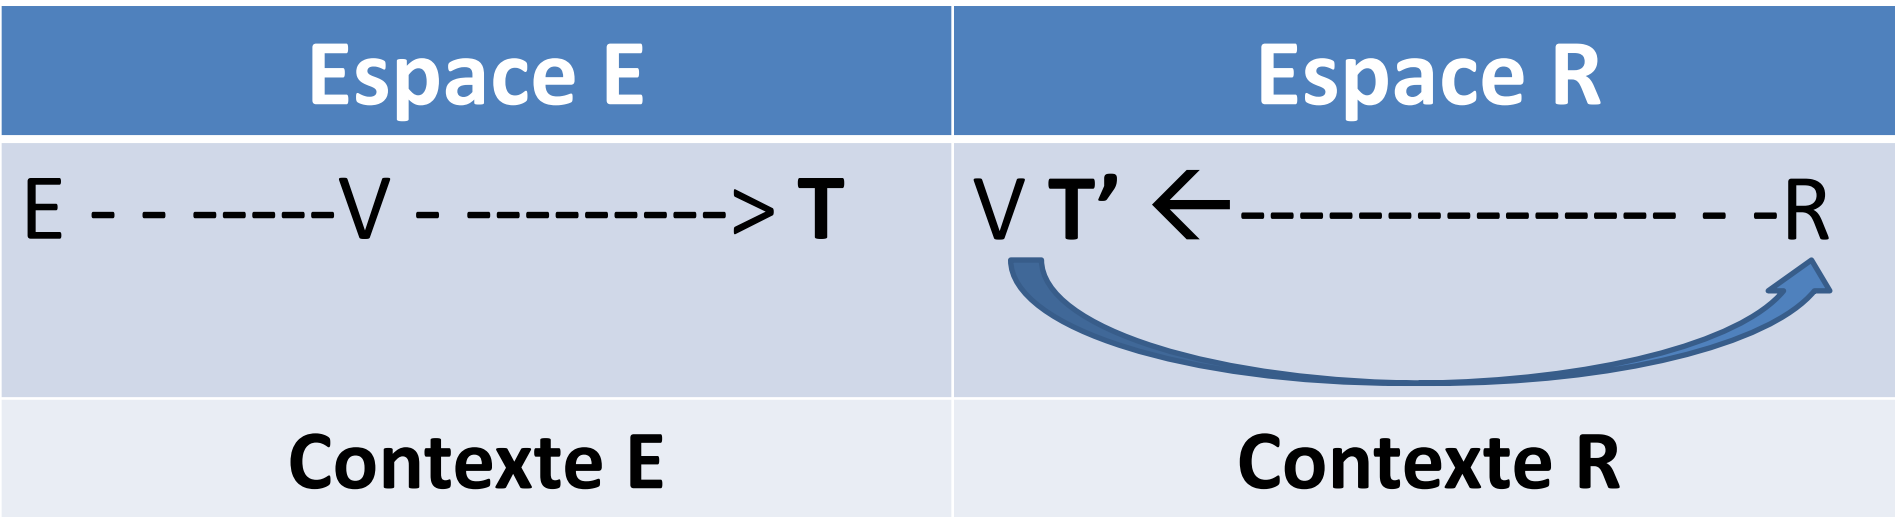 Espace E
Espace R
E - - -----V - ---------> T
V T’ ←--------------- - -R
Contexte E
Contexte R